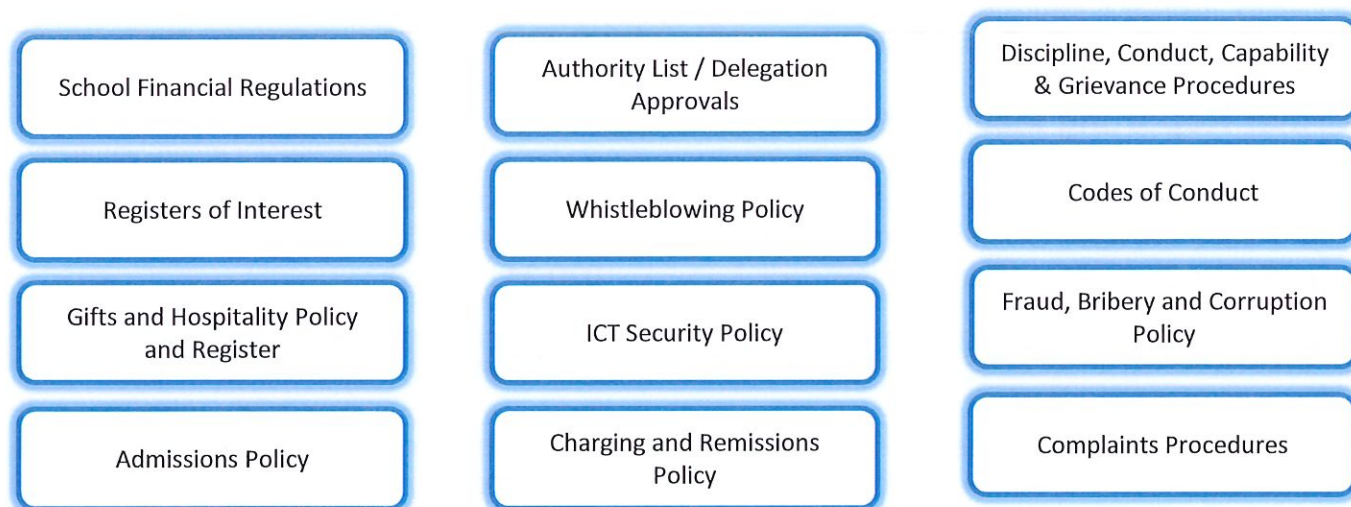 School Financial Regulations
Authority List / Delegation
Approvals
Discipline, Conduct, Capability
& Grievance Procedures
Registers of Interest
Whistleblowing Policy
Codes of Conduct
Gifts and Hospitality Policy
and Register
ICT Security Policy
Fraud, Bribery and Corruption
Policy
Admissions Policy
Charging and Remissions
Policy
Complaints Procedures